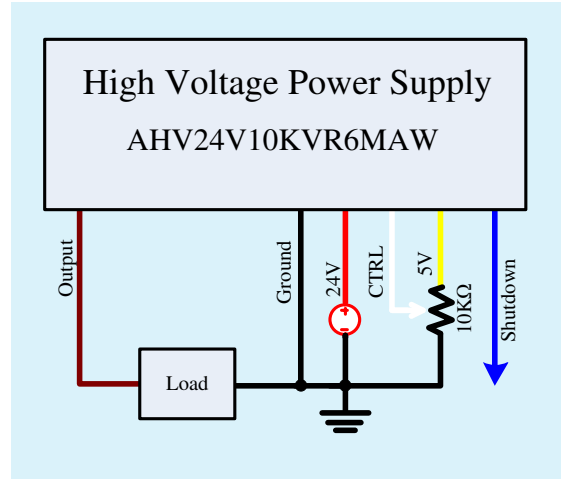 High Voltage Power Supply
AHV24V10KVR6MAW
Output
Ground
24V
CTRL
5V
10KΩ
Shutdown
Load